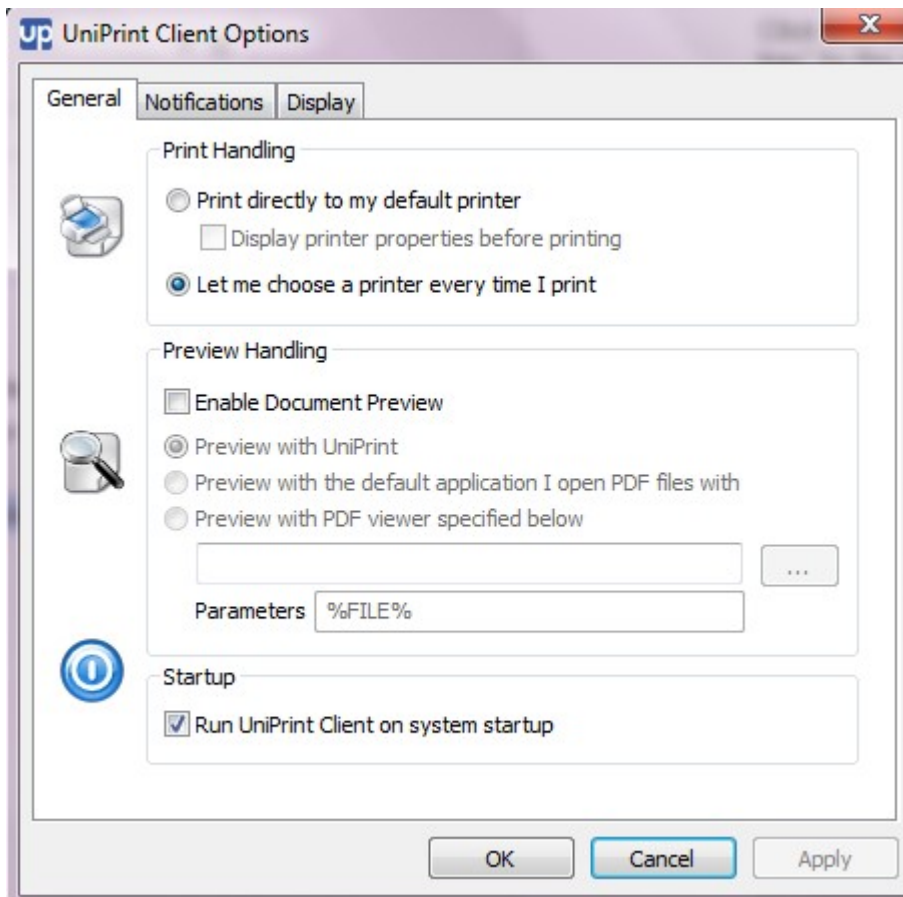 up UniPrint Client Options
General Notifications Display
Print Handling
Print directly to my default printer
Display printer properties before printing
Let me choose a printer every time I print
Preview Handling
Enable Document Preview
Preview with UniPrint
Preview with the default application I open PDF files with
Preview with PDF viewer specified below
...
Parameters %FILE%
Startup
Run UniPrint Client on system startup
OK Cancel Apply